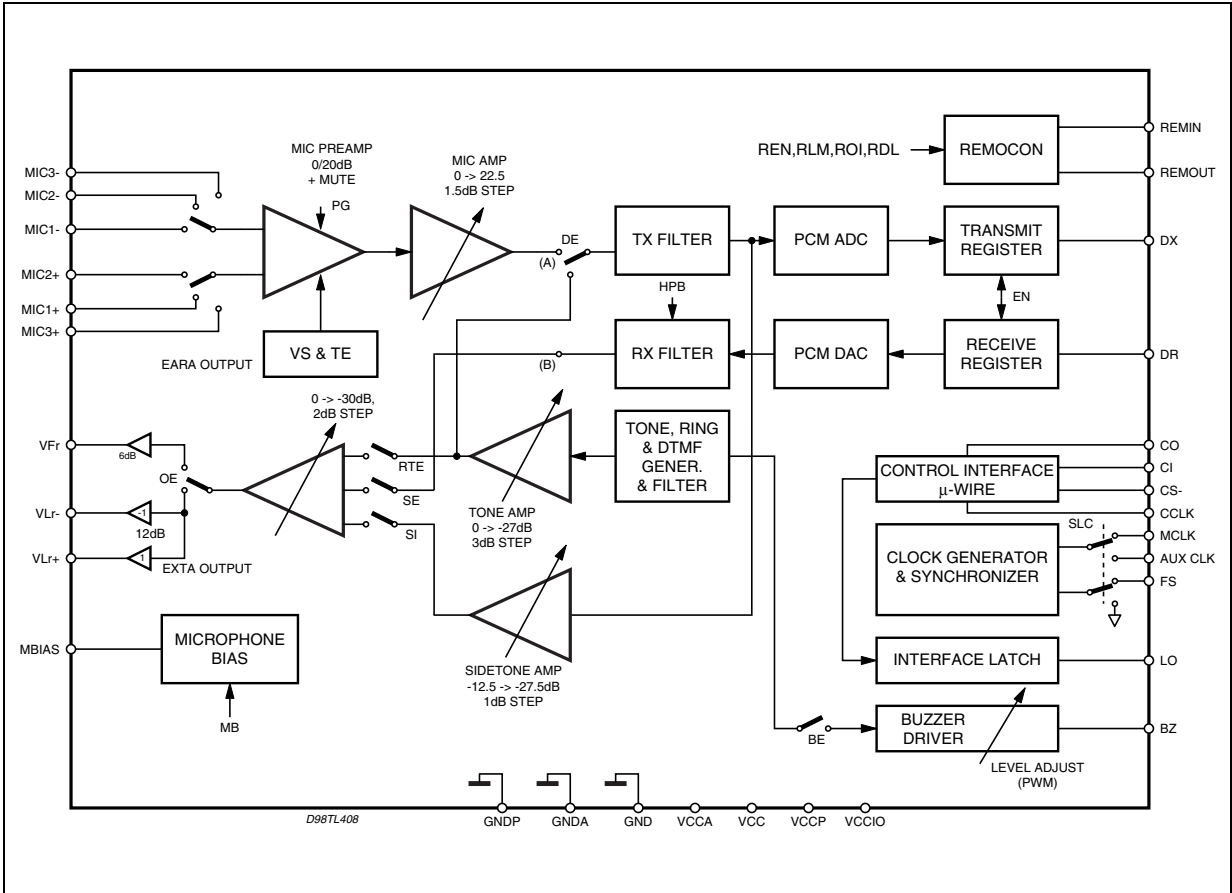 MIC3-
MIC2-
MIC1-
MIC2+
MIC1+
MIC3+
MIC PREAMP
0/20dB
+ MUTE
PG
VS & TE
EARA OUTPUT
MIC AMP
0 -> 22.5
1.5dB STEP
DE
(A)
TX FILTER
PCM ADC
TRANSMIT
REGISTER
REN,RLM,ROI,RDL
REMOCON
REMIN
REMOUT
DX
HPB
EN
(B)
RX FILTER
PCM DAC
RECEIVE
REGISTER
DR
0 -> -30dB,
2dB STEP
VFr
6dB
OE
VLr-
-1
12dB
VLr+
1
EXTA OUTPUT
RTE
SE
SI
TONE AMP
0 -> -27dB
3dB STEP
TONE, RING
& DTMF
GENER.
& FILTER
CONTROL INTERFACE
μ-WIRE
CO
CI
CS-
CCLK
SLC
MCLK
AUX CLK
FS
CLOCK GENERATOR
& SYNCHRONIZER
MBIAS
MICROPHONE
BIAS
MB
SIDETONE AMP
-12.5 -> -27.5dB
1dB STEP
INTERFACE LATCH
LO
BE
BUZZER
DRIVER
BZ
LEVEL ADJUST
(PWM)
D98TL408
GNDP
GNDA
GND
VCCA
VCC
VCCP
VCCIO